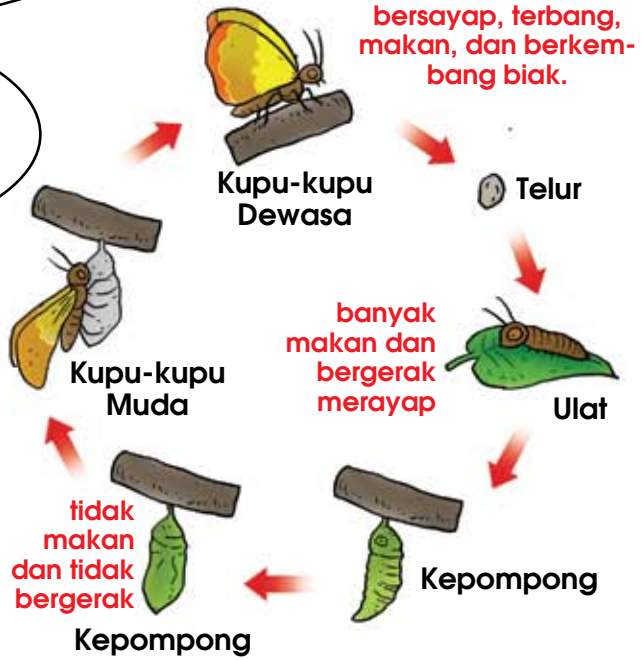 bersayap, terbang,
makan, dan berkem-
bang biak.
Kupu-kupu
Dewasa
Telur
banyak
makan dan
bergerak
merayap
Ulat
Kepompong
tidak
makan
dan tidak
bergerak
Kepompong
Kupu-kupu
Muda